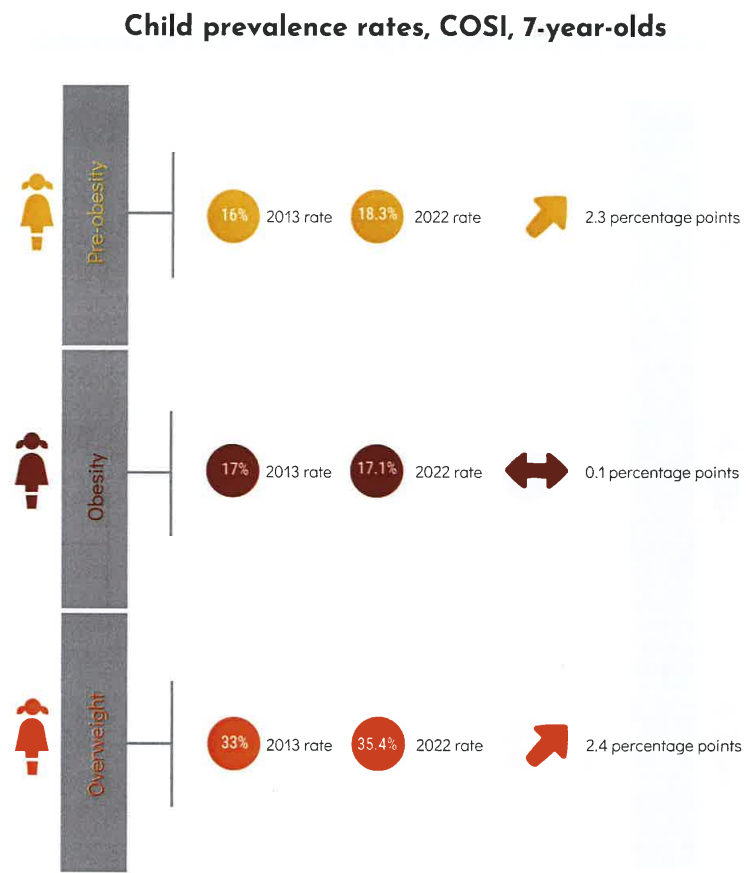 Child prevalence rates, COSI, 7-year-olds
Pre-obesity
16% 2013 rate 18.3% 2022 rate 2.3 percentage points
Obesity
17% 2013 rate 17.1% 2022 rate 0.1 percentage points
Overweight
33% 2013 rate 35.4% 2022 rate 2.4 percentage points